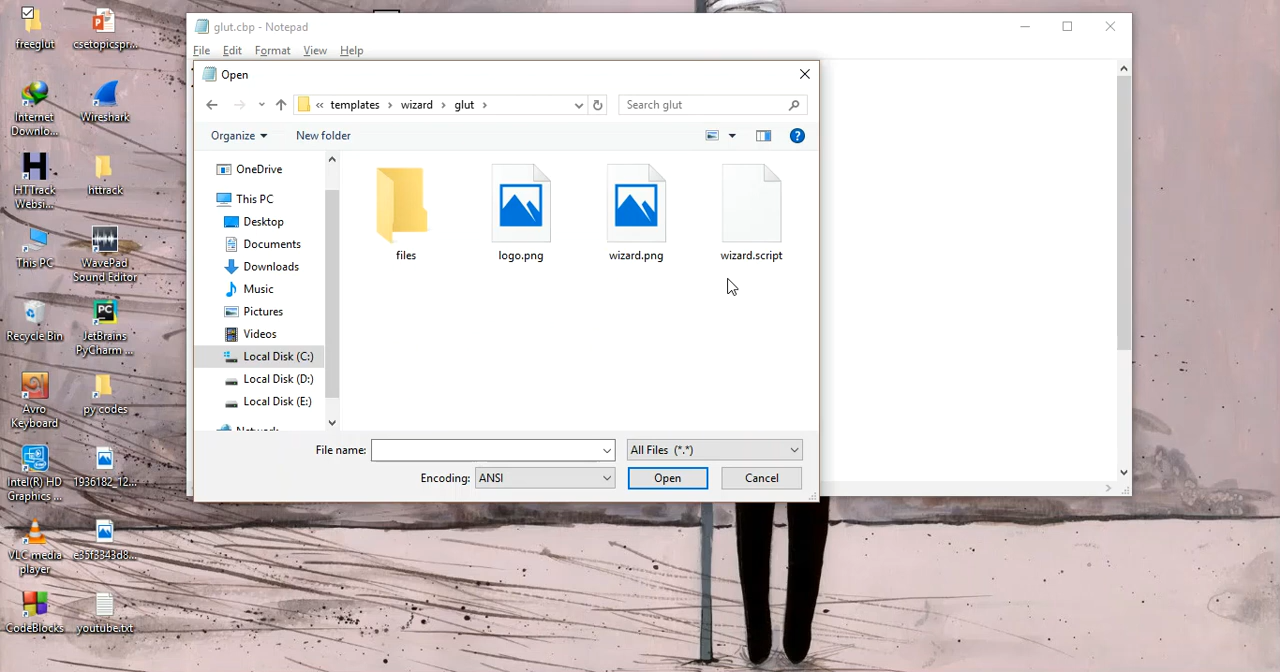 freeglut
csetopicspr...
Internet
Downlo...
Wireshark
HTTrack
Websi...
httrack
This PC
WavePad
Sound Editor
Recycle Bin
JetBrains
PyCharm ...
Avro
Keyboard
py codes
Intel(R) HD
Graphics ...
1936182_12...
VLC media
player
e35f3343d8...
CodeBlocks
youtube.txt
glut.cbp - Notepad
File Edit Format View Help
Open
« templates › wizard › glut ›
Search glut
Organize New folder
OneDrive
This PC
Desktop
Documents
Downloads
Music
Pictures
Videos
Local Disk (C:)
Local Disk (D:)
Local Disk (E:)
Network
files
logo.png
wizard.png
wizard.script
File name:
All Files (*.*)
Encoding: ANSI
Open
Cancel